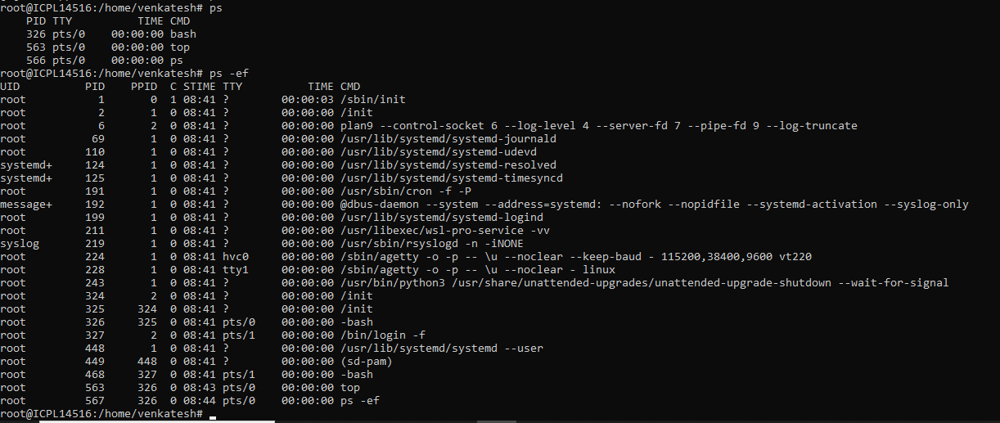 root@ICPL14516:/home/venkatesh# ps
    PID TTY          TIME CMD
    326 pts/0    00:00:00 bash
    563 pts/0    00:00:00 top
    566 pts/0    00:00:00 ps
root@ICPL14516:/home/venkatesh# ps -ef
UID          PID    PPID  C STIME TTY          TIME CMD
root           1       0  1 08:41 ?        00:00:03 /sbin/init
root           2       1  0 08:41 ?        00:00:00 /init
root           6       2  0 08:41 ?        00:00:00 plan9 --control-socket 6 --log-level 4 --server-fd 7 --pipe-fd 9 --log-truncate
root          69       1  0 08:41 ?        00:00:00 /usr/lib/systemd/systemd-journald
root         110       1  0 08:41 ?        00:00:00 /usr/lib/systemd/systemd-udevd
systemd+     124       1  0 08:41 ?        00:00:00 /usr/lib/systemd/systemd-resolved
systemd+     125       1  0 08:41 ?        00:00:00 /usr/lib/systemd/systemd-timesyncd
root         191       1  0 08:41 ?        00:00:00 /usr/sbin/cron -f -P
message+     192       1  0 08:41 ?        00:00:00 @dbus-daemon --system --address=systemd: --nofork --nopidfile --systemd-activation --syslog-only
root         199       1  0 08:41 ?        00:00:00 /usr/lib/systemd/systemd-logind
root         211       1  0 08:41 ?        00:00:00 /usr/libexec/wsl-pro-service -vv
syslog       219       1  0 08:41 ?        00:00:00 /usr/sbin/rsyslogd -n -iNONE
root         224       1  0 08:41 hvc0     00:00:00 /sbin/agetty -o -p -- \u --noclear --keep-baud - 115200,38400,9600 vt220
root         228       1  0 08:41 tty1     00:00:00 /sbin/agetty -o -p -- \u --noclear - linux
root         243       1  0 08:41 ?        00:00:00 /usr/bin/python3 /usr/share/unattended-upgrades/unattended-upgrade-shutdown --wait-for-signal
root         324       2  0 08:41 ?        00:00:00 /init
root         325     324  0 08:41 ?        00:00:00 /init
root         326     325  0 08:41 pts/0    00:00:00 -bash
root         327       2  0 08:41 pts/1    00:00:00 /bin/login -f
root         448       1  0 08:41 ?        00:00:00 /usr/lib/systemd/systemd --user
root         449     448  0 08:41 ?        00:00:00 (sd-pam)
root         468     327  0 08:41 pts/1    00:00:00 -bash
root         563     326  0 08:43 pts/0    00:00:00 top
root         567     326  0 08:44 pts/0    00:00:00 ps -ef
root@ICPL14516:/home/venkatesh#